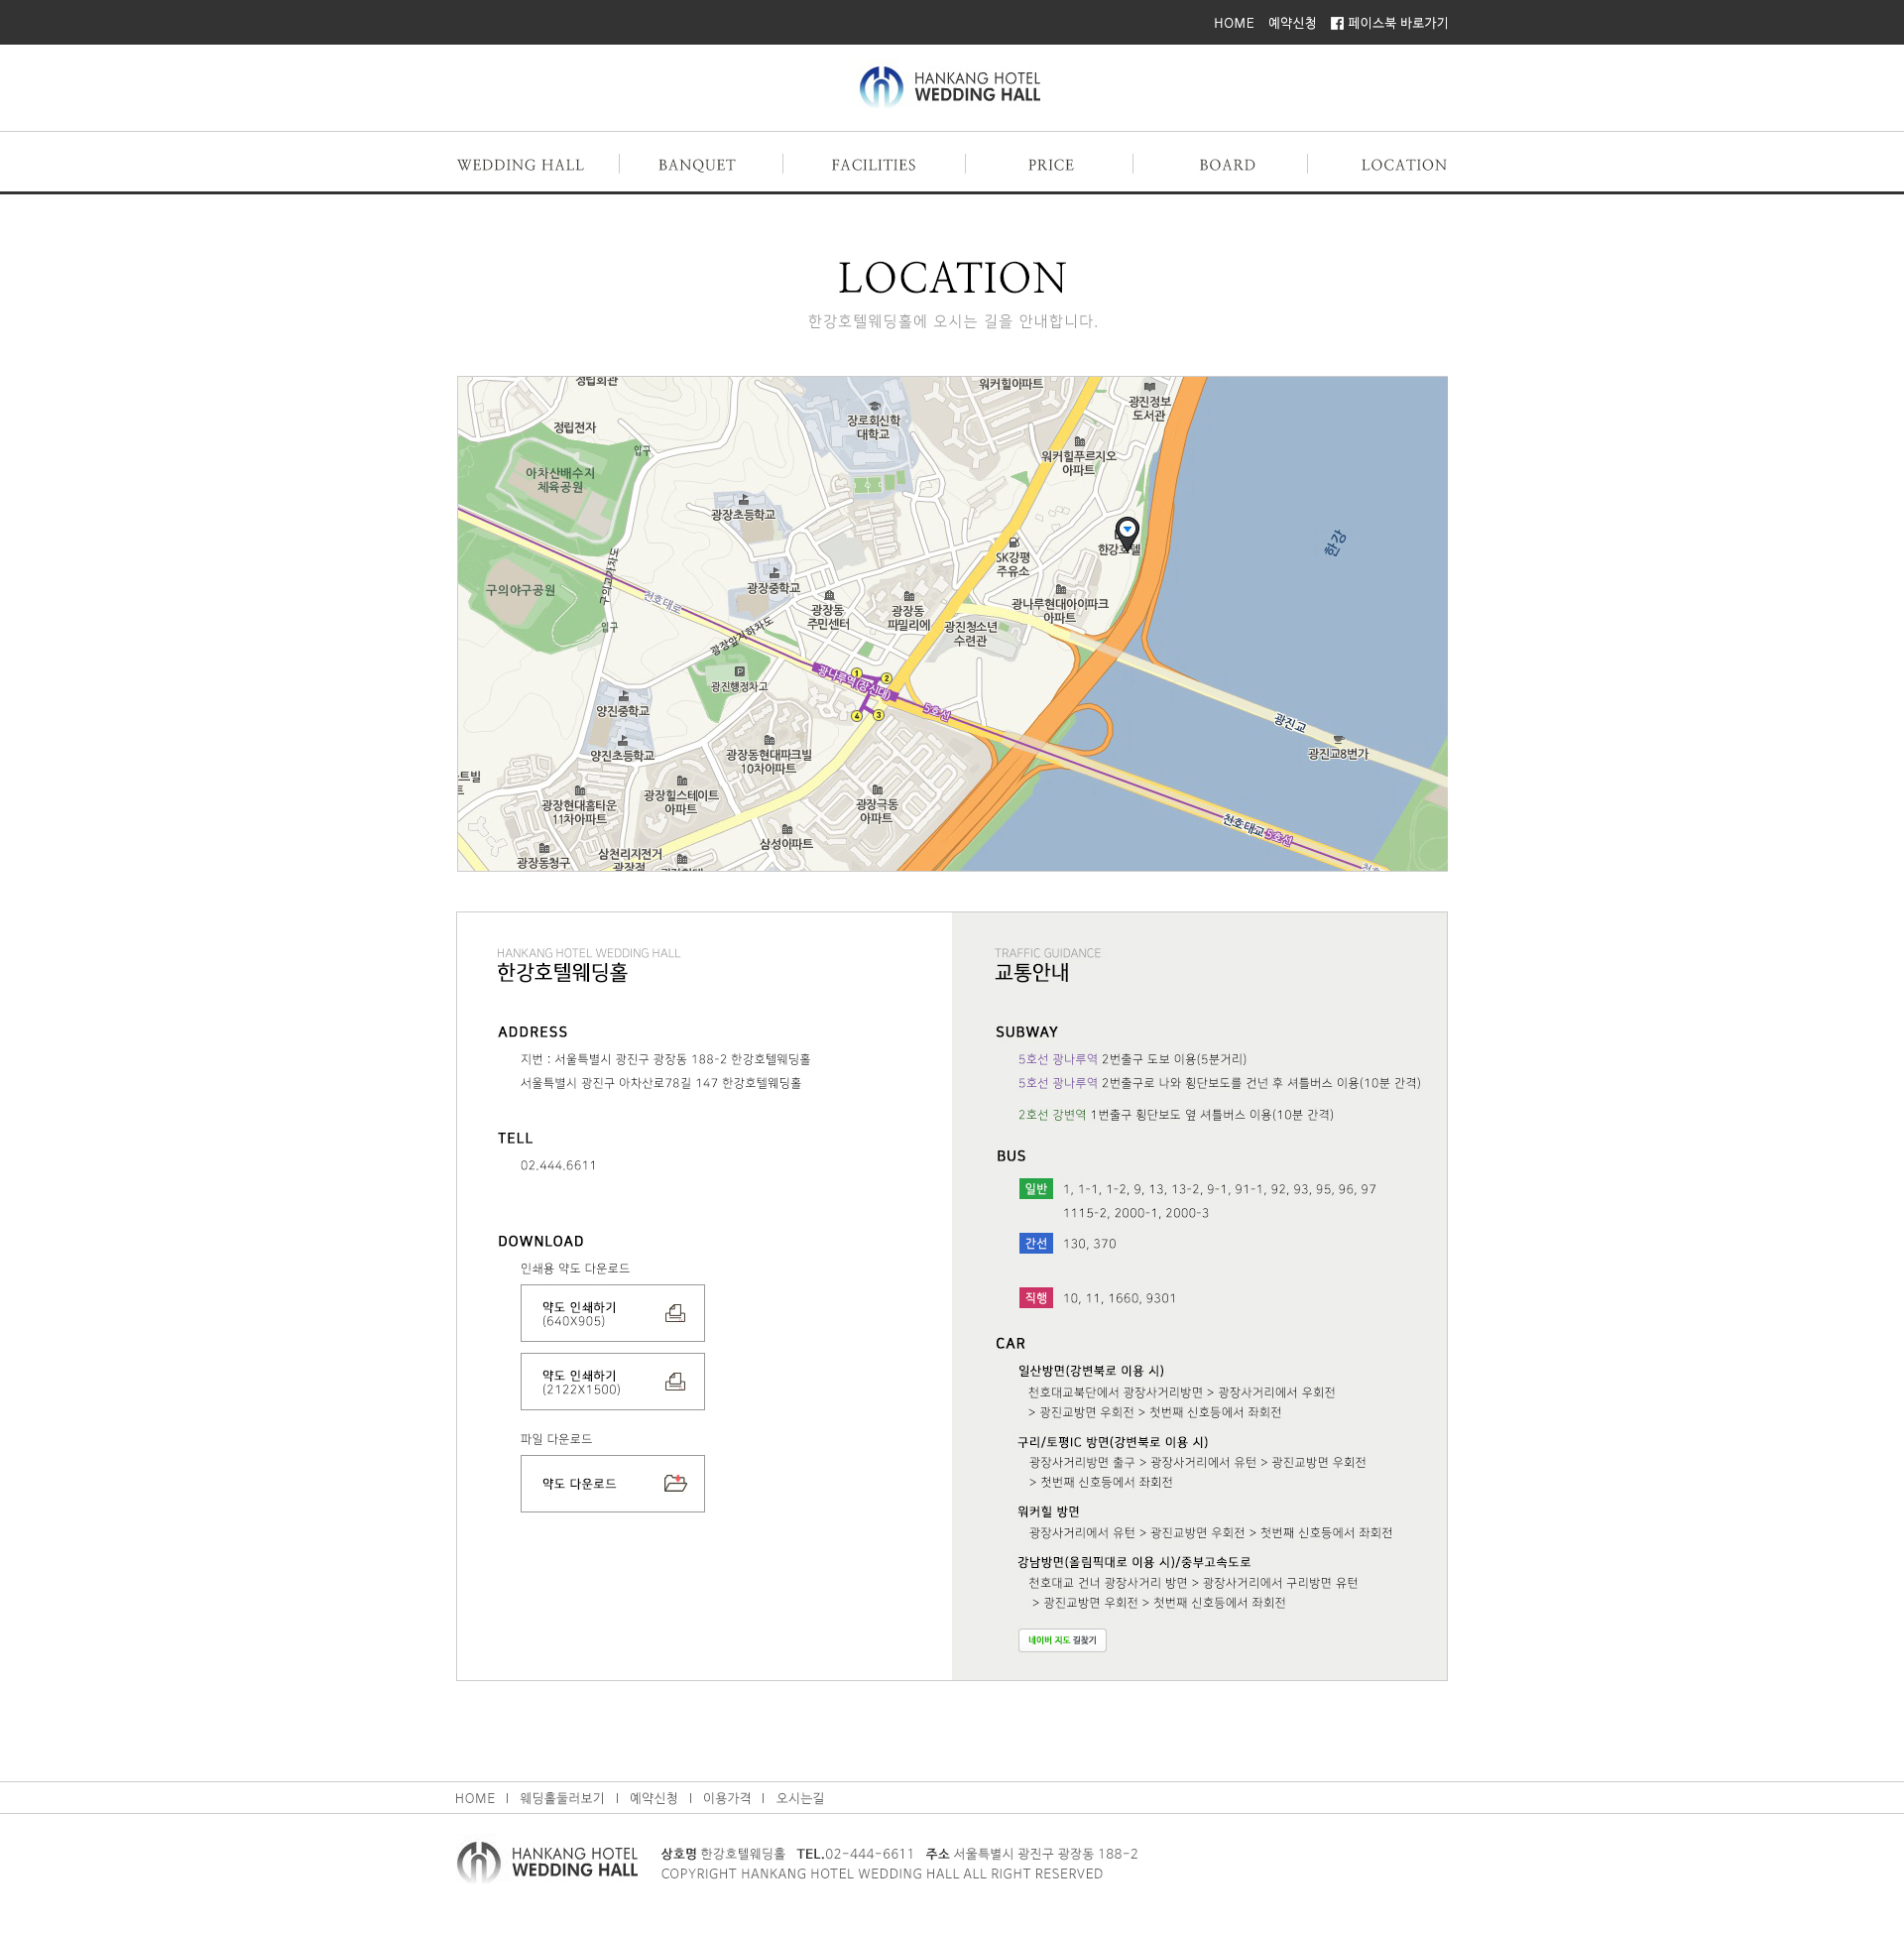 HOME 예약신청 페이스북 바로가기
HANKANG HOTEL
WEDDING HALL
WEDDING HALL
BANQUET
FACILITIES
PRICE
BOARD
LOCATION
LOCATION
한강호텔웨딩홀에 오시는 길을 안내합니다.
정립회관
워커힐아파트
광진정보
도서관
장로회신학
대학교
정립전자
입구
워커힐푸르지오
아파트
아차산배수지
체육공원
광장초등학교
한강
한강호텔
SK강평
주유소
구의야구공원
구의고가차도
천호대로
광장중학교
광장동
주민센터
광장동
파밀리에
광나루현대아이파크
아파트
입구
광진청소년
수련관
광장앞지하차도
광나루역(장신대)
1
2
3
4
광진행정차고
5호선
양진중학교
광진교
광진교8번가
양진초등학교
광장동현대파크빌
10차아파트
광장현대홈타운
11차아파트
광장힐스테이트
아파트
광장극동
아파트
천호대교
5호선
삼성아파트
광장동청구
삼천리자전거
광장점
HANKANG HOTEL WEDDING HALL
한강호텔웨딩홀
ADDRESS
지번 : 서울특별시 광진구 광장동 188-2 한강호텔웨딩홀
서울특별시 광진구 아차산로78길 147 한강호텔웨딩홀
TELL
02.444.6611
DOWNLOAD
인쇄용 약도 다운로드
약도 인쇄하기
(640X905)
약도 인쇄하기
(2122X1500)
파일 다운로드
약도 다운로드
TRAFFIC GUIDANCE
교통안내
SUBWAY
5호선 광나루역 2번출구 도보 이용(5분거리)
5호선 광나루역 2번출구로 나와 횡단보도를 건넌 후 셔틀버스 이용(10분 간격)
2호선 강변역 1번출구 횡단보도 옆 셔틀버스 이용(10분 간격)
BUS
일반 1, 1-1, 1-2, 9, 13, 13-2, 9-1, 91-1, 92, 93, 95, 96, 97
1115-2, 2000-1, 2000-3
간선 130, 370
직행 10, 11, 1660, 9301
CAR
일산방면(강변북로 이용 시)
천호대교북단에서 광장사거리방면 > 광장사거리에서 우회전
> 광진교방면 우회전 > 첫번째 신호등에서 좌회전
구리/토평IC 방면(강변북로 이용 시)
광장사거리방면 출구 > 광장사거리에서 유턴 > 광진교방면 우회전
> 첫번째 신호등에서 좌회전
워커힐 방면
광장사거리에서 유턴 > 광진교방면 우회전 > 첫번째 신호등에서 좌회전
강남방면(올림픽대로 이용 시)/중부고속도로
천호대교 건너 광장사거리 방면 > 광장사거리에서 구리방면 유턴
> 광진교방면 우회전 > 첫번째 신호등에서 좌회전
네이버 지도 길찾기
HOME I 웨딩홀둘러보기 I 예약신청 I 이용가격 I 오시는길
HANKANG HOTEL
WEDDING HALL
상호명 한강호텔웨딩홀 TEL.02-444-6611 주소 서울특별시 광진구 광장동 188-2
COPYRIGHT HANKANG HOTEL WEDDING HALL ALL RIGHT RESERVED